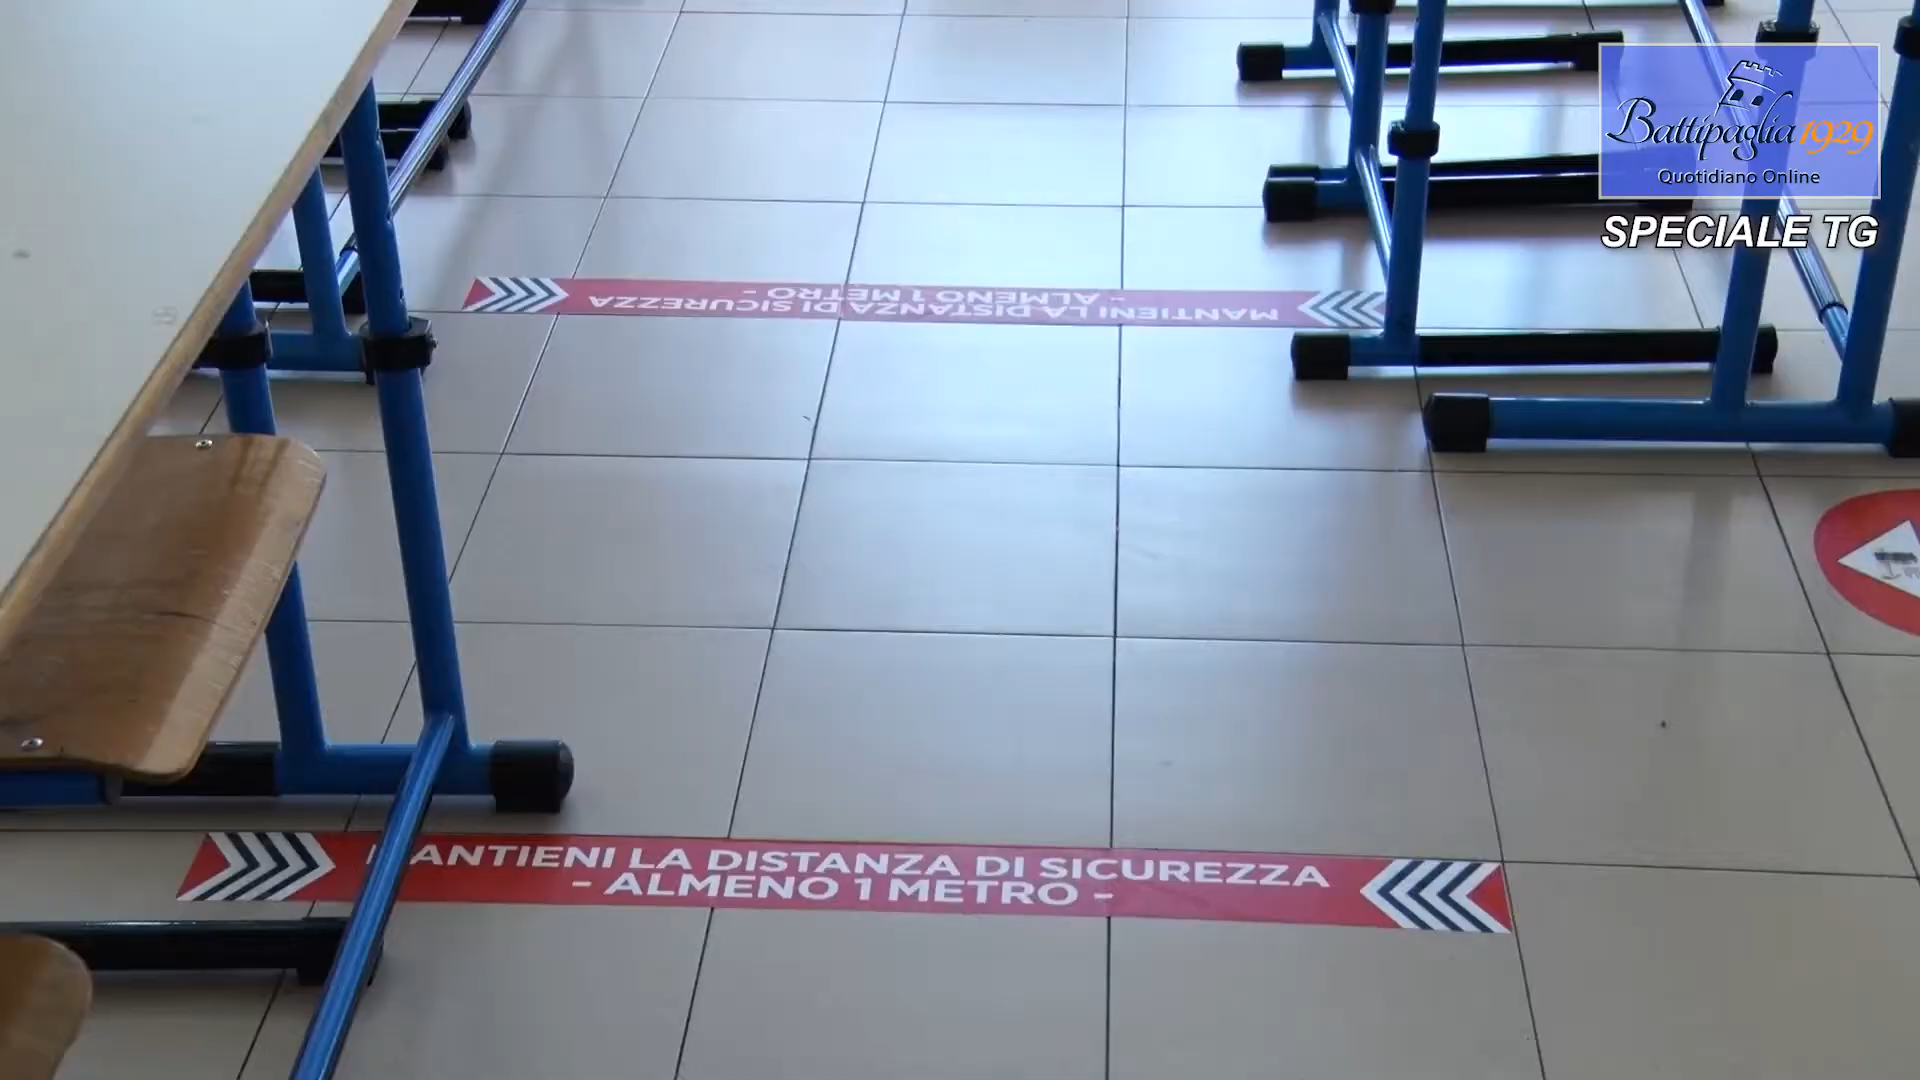 Battipaglia1929
Quotidiano Online
SPECIALE TG
MANTIENI LA DISTANZA DI SICUREZZA
- ALMENO 1 METRO -
MANTIENI LA DISTANZA DI SICUREZZA
- ALMENO 1 METRO -